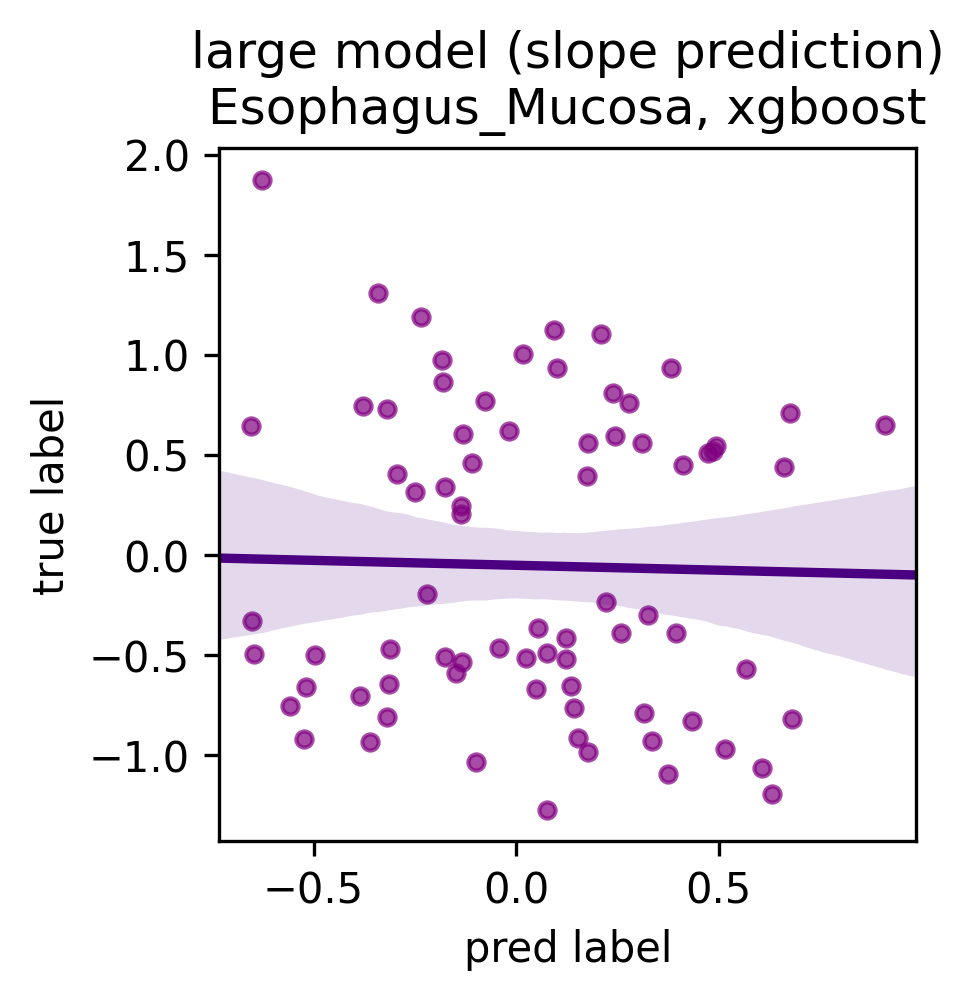 large model (slope prediction)
Esophagus_Mucosa, xgboost
2.0
1.5
1.0
0.5
0.0
−0.5
−1.0
true label
−0.5
0.0
0.5
pred label